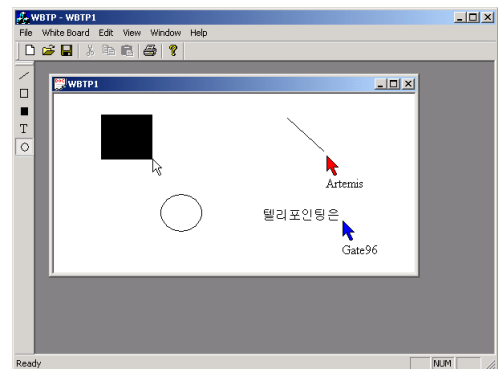 WBTP - WBTP1
File White Board Edit View Window Help
WBTP1
T
Artemis
텔리포인팅은
Gate96
Ready
NUM